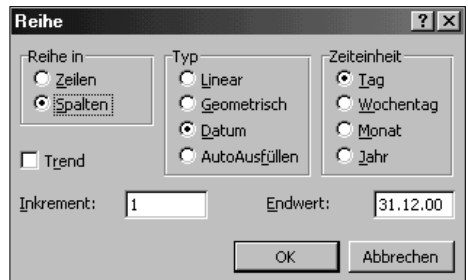 Reihe
Reihe in
Zeilen
Spalten
Trend
Typ
Linear
Geometrisch
Datum
AutoAusfüllen
Zeiteinheit
Tag
Wochentag
Monat
Jahr
Inkrement: 1
Endwert: 31.12.00
OK
Abbrechen